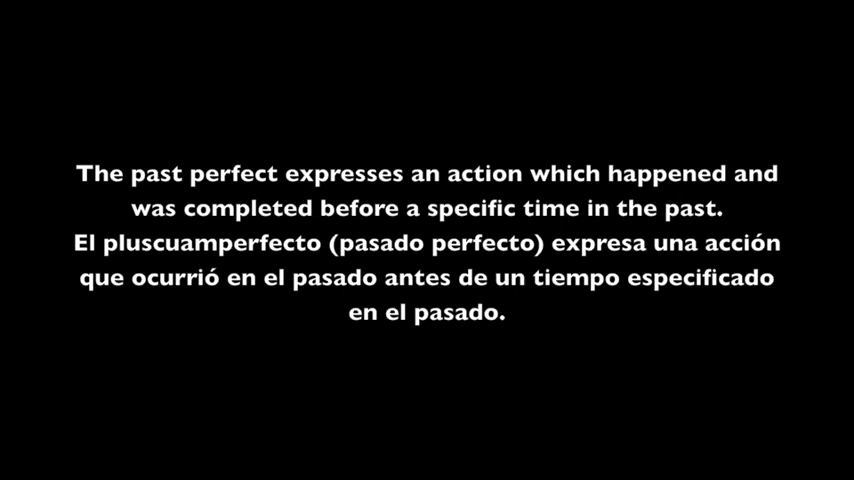 The past perfect expresses an action which happened and
was completed before a specific time in the past.
El pluscuamperfecto (pasado perfecto) expresa una acción
que ocurrió en el pasado antes de un tiempo especificado
en el pasado.